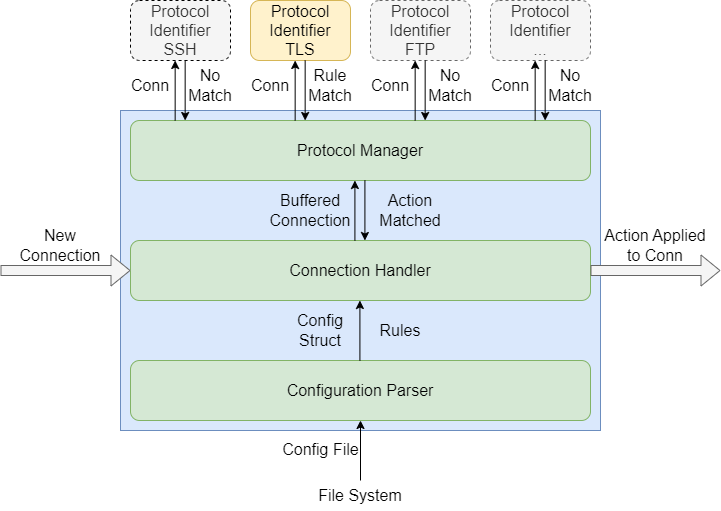 Protocol
Identifier
SSH
Protocol
Identifier
TLS
Protocol
Identifier
FTP
Protocol
Identifier
...
Conn
No
Match
Conn
Rule
Match
Conn
No
Match
Conn
No
Match
Protocol Manager
Buffered
Connection
Action
Matched
New
Connection
Connection Handler
Action Applied
to Conn
Config
Struct
Rules
Configuration Parser
Config File
File System